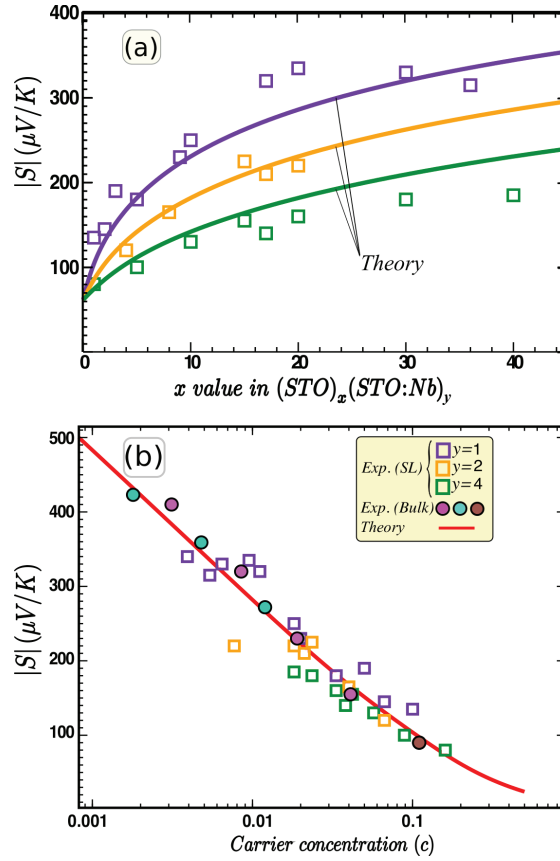 (a)
|S| (μV/K)
400
300
200
100
Theory
0 10 20 30 40
x value in (STO)x(STO:Nb)y
(b)
|S| (μV/K)
500
400
300
200
100
Exp. (SL)
y=1
y=2
y=4
Exp. (Bulk)
Theory
0.001 0.01 0.1
Carrier concentration (c)